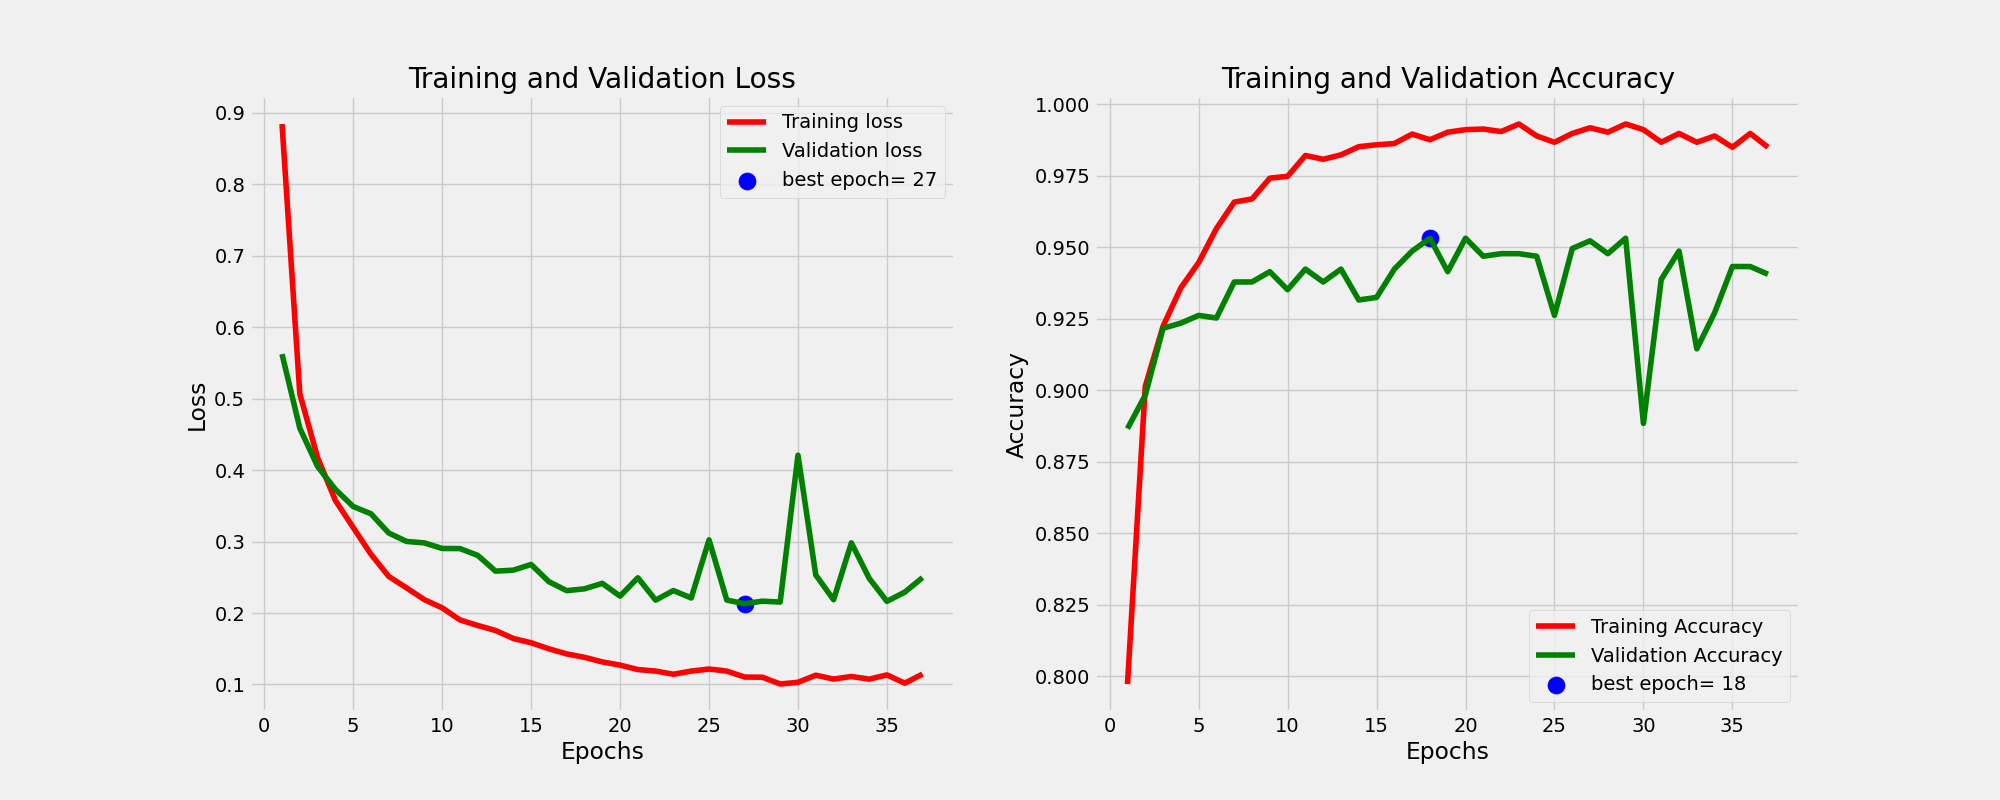 Training and Validation Loss
0.9
0.8
0.7
0.6
0.5
0.4
0.3
0.2
0.1
Loss
Training loss
Validation loss
best epoch= 27
0 5 10 15 20 25 30 35
Epochs
Training and Validation Accuracy
1.000
0.975
0.950
0.925
0.900
0.875
0.850
0.825
0.800
Accuracy
Training Accuracy
Validation Accuracy
best epoch= 18
0 5 10 15 20 25 30 35
Epochs